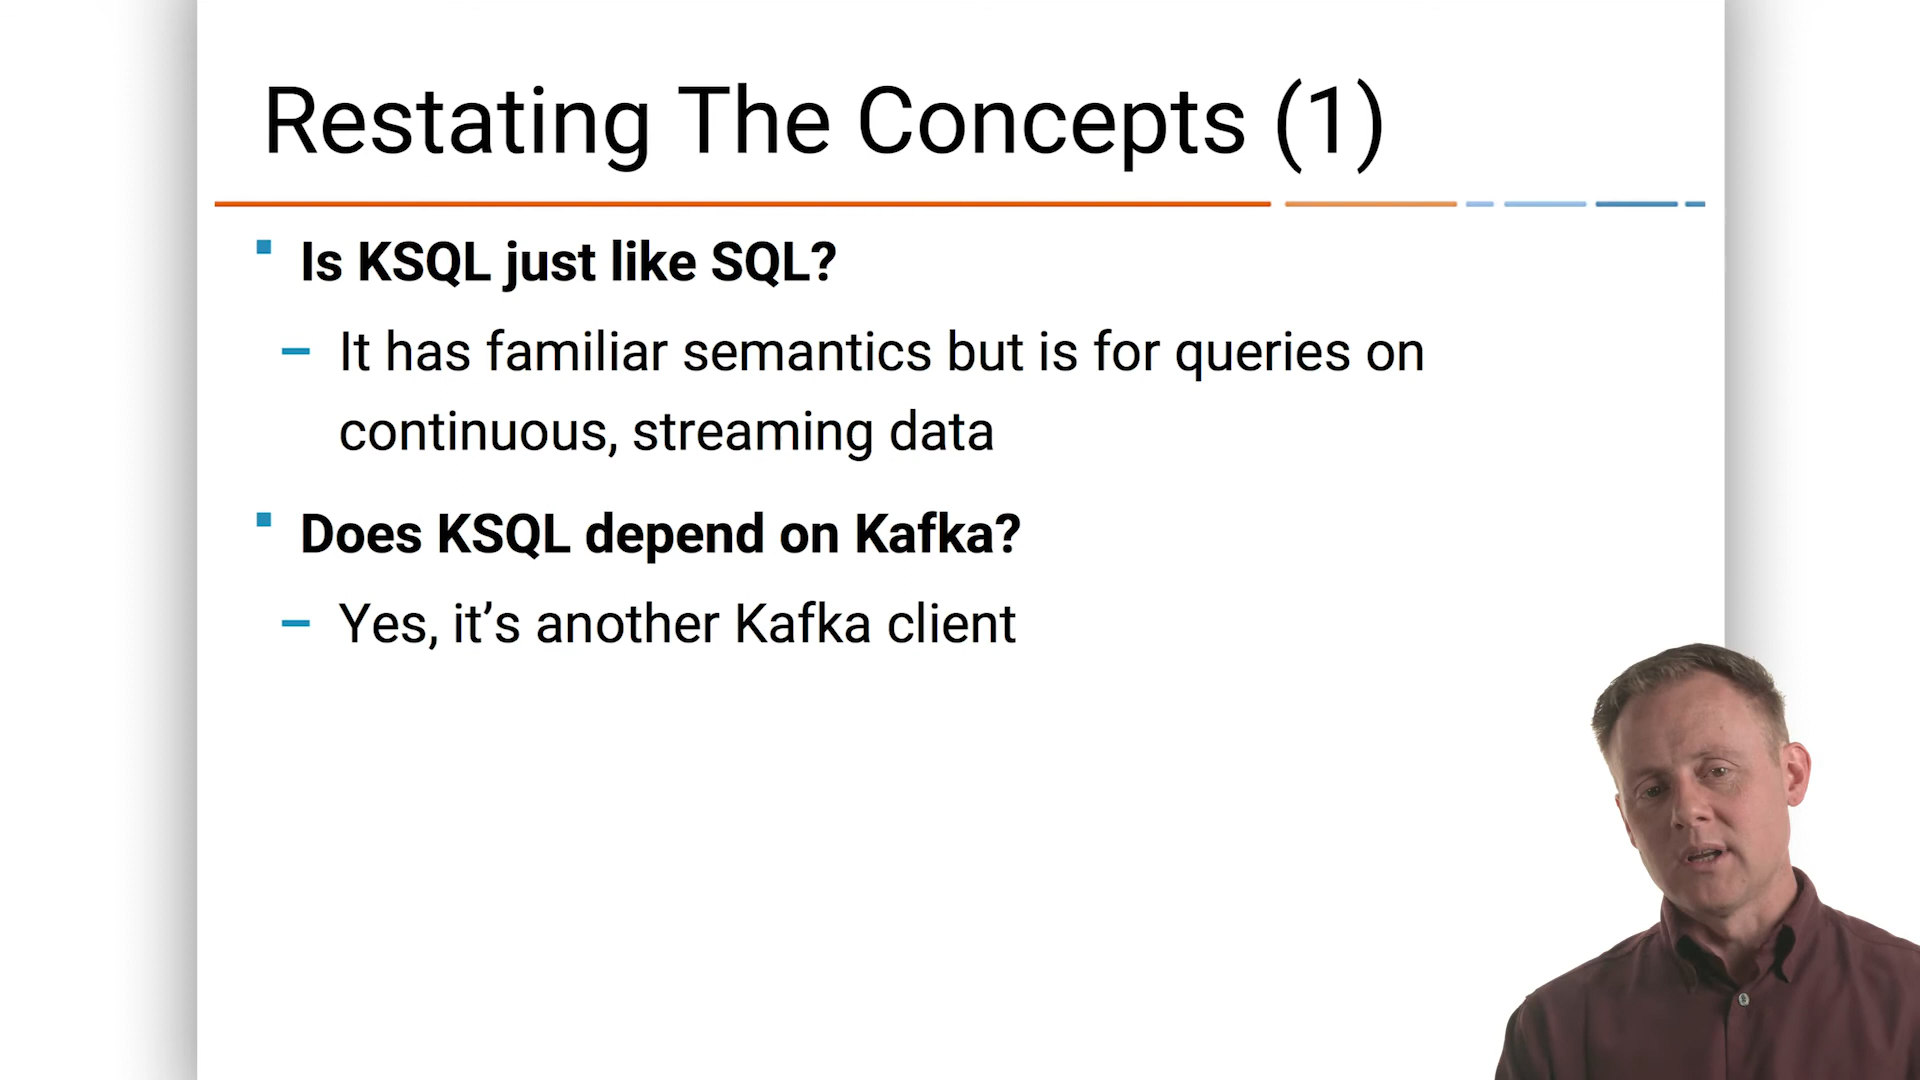 Restating The Concepts (1)
Is KSQL just like SQL?
– It has familiar semantics but is for queries on
continuous, streaming data
Does KSQL depend on Kafka?
– Yes, it’s another Kafka client